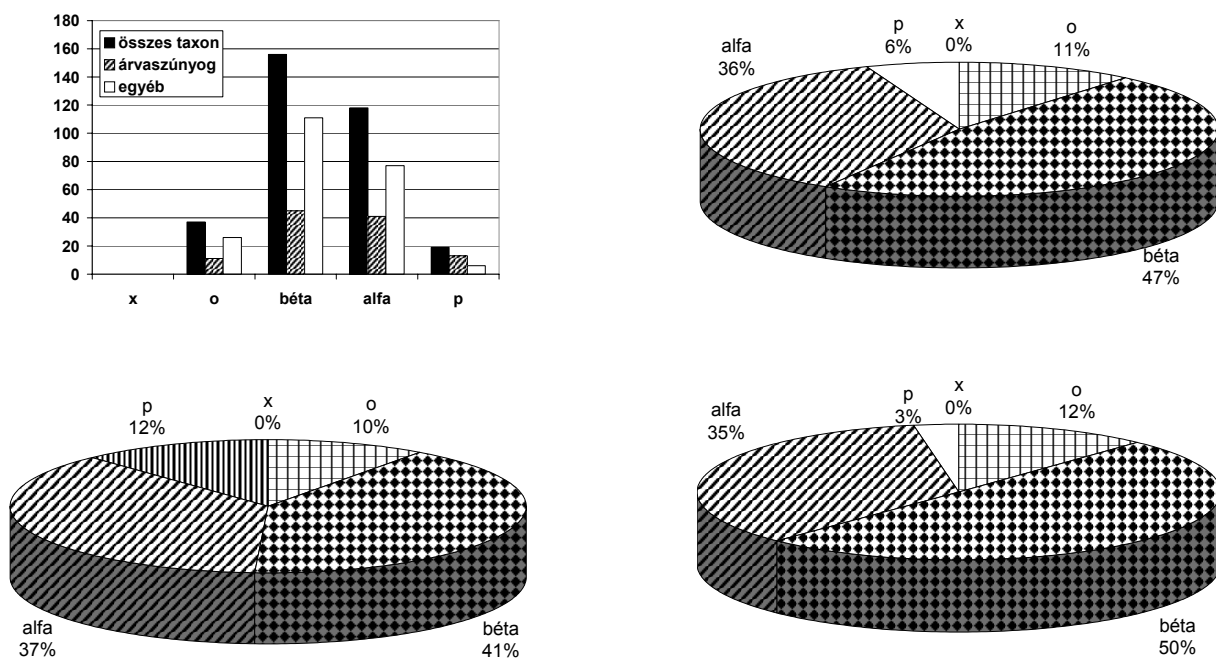 180
160
140
120
100
80
60
40
20
0
összes taxon
árvaszúnyog
egyéb
x o béta alfa p
alfa
36%
p
6%
x
0%
o
11%
béta
47%
p
12%
x
0%
o
10%
alfa
37%
béta
41%
alfa
35%
p
3%
x
0%
o
12%
béta
50%